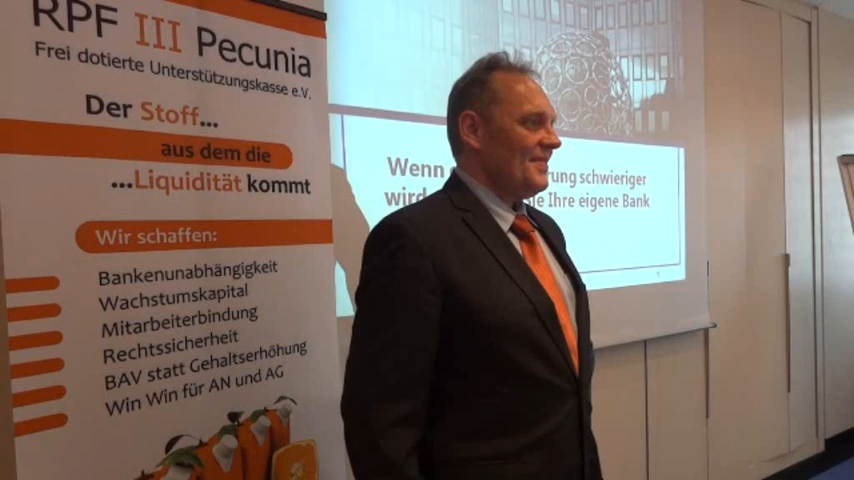 RPF III Pecunia
Frei dotierte Unterstützungskasse e.V.
Der Stoff...
aus dem die
...Liquidität kommt
Wir schaffen:
Bankenunabhängigkeit
Wachstumskapital
Mitarbeiterbindung
Rechtssicherheit
BAV statt Gehaltserhöhung
Win Win für AN und AG
Wenn rung schwieriger
wird Ihre eigene Bank